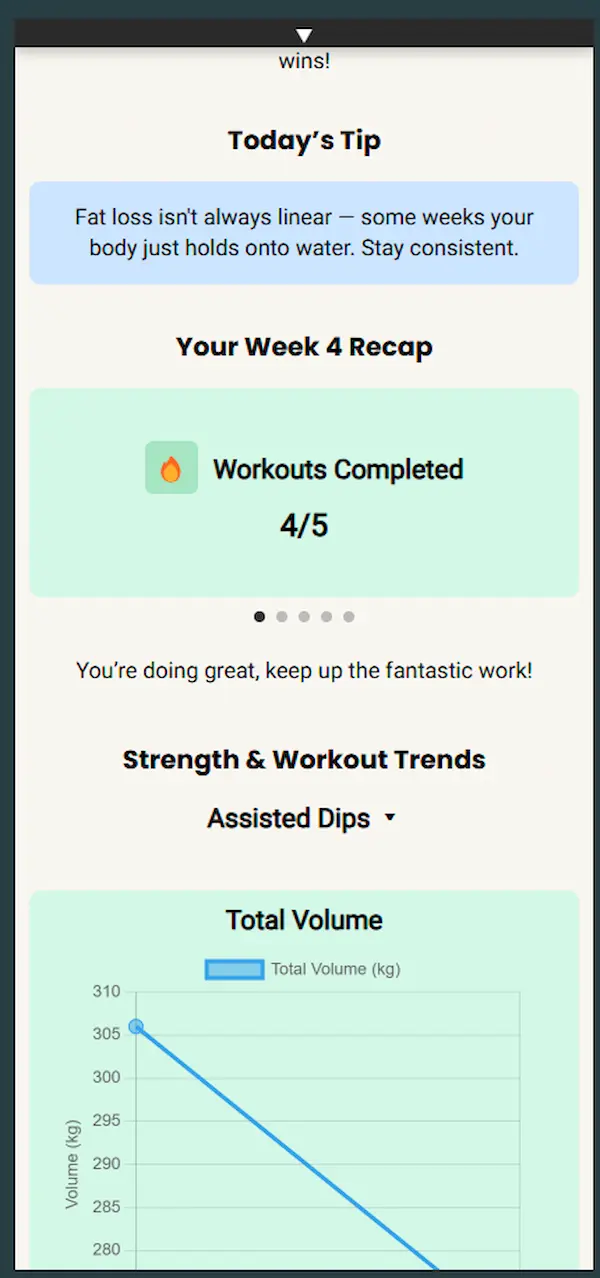 wins!
Today’s Tip
Fat loss isn't always linear — some weeks your
body just holds onto water. Stay consistent.
Your Week 4 Recap
Workouts Completed
4/5
You’re doing great, keep up the fantastic work!
Strength & Workout Trends
Assisted Dips
Total Volume
Total Volume (kg)
310
305
300
295
290
285
280
Volume (kg)